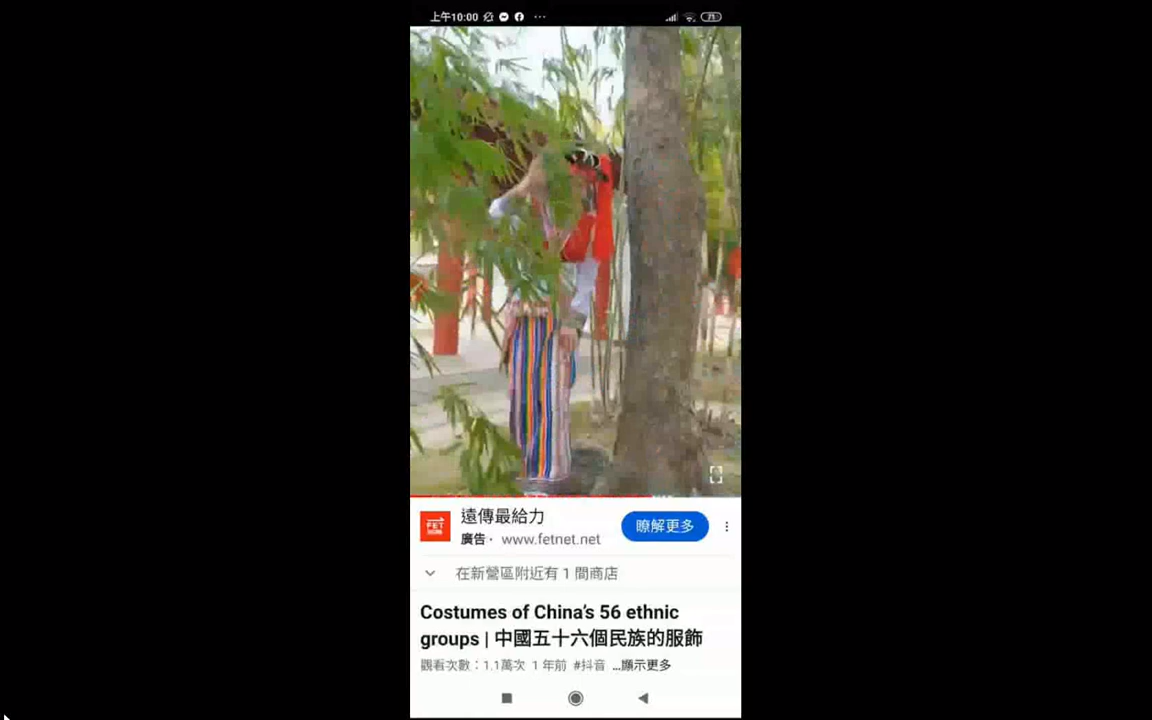 上午10:00
71
遠傳最給力
FET
廣告· www.fetnet.net
瞭解更多
在新營區附近有 1 間商店
Costumes of China's 56 ethnic
groups | 中國五十六個民族的服飾
觀看次數：1.1萬次 1 年前 #抖音 ...顯示更多